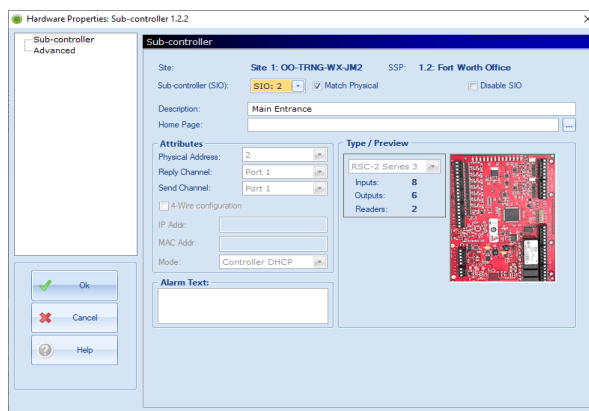 Hardware Properties: Sub-controller 1.2.2
Sub-controller
Advanced
Sub-controller
Site: Site 1: OO-TRNG-WX-JM2 SSP: 1.2: Fort Worth Office
Sub-controller (SIO): SIO: 2 Match Physical Disable SIO
Description: Main Entrance
Home Page: ...
Attributes
Physical Address: 2
Reply Channel: Port 1
Send Channel: Port 1
4-Wire configuration
IP Addr:
MAC Addr:
Mode: Controller DHCP
Type / Preview
RSC-2 Series 3
Inputs: 8
Outputs: 6
Readers: 2
Alarm Text:
Ok
Cancel
Help